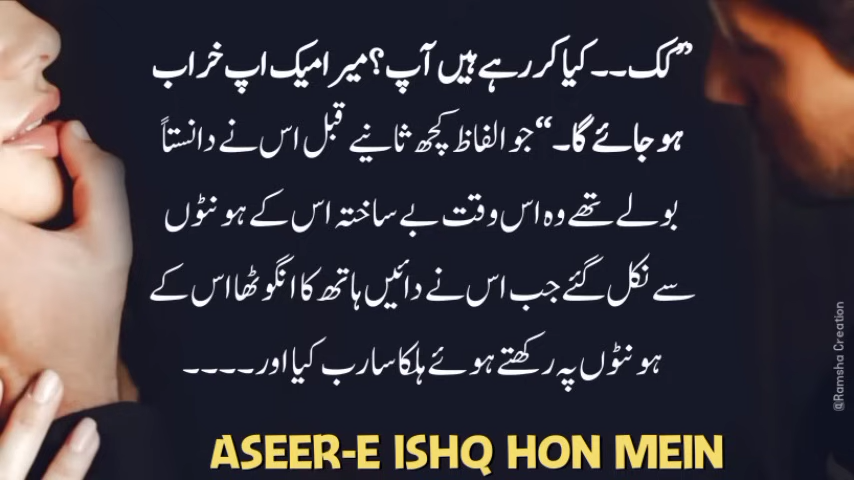 ”کک۔۔ کیا کر رہے ہیں آپ؟ میرا میک اپ خراب
ہو جائے گا۔“ جو الفاظ کچھ ثانیے قبل اس نے دانستاً
بولے تھے وہ اس وقت بے ساختہ اس کے ہونٹوں
سے نکل گئے جب اس نے دائیں ہاتھ کا انگوٹھا اس کے
ہونٹوں پہ رکھتے ہوئے ہلکا سا رب کیا اور۔۔۔۔
ASEER-E ISHQ HON MEIN
@Ramsha Creation